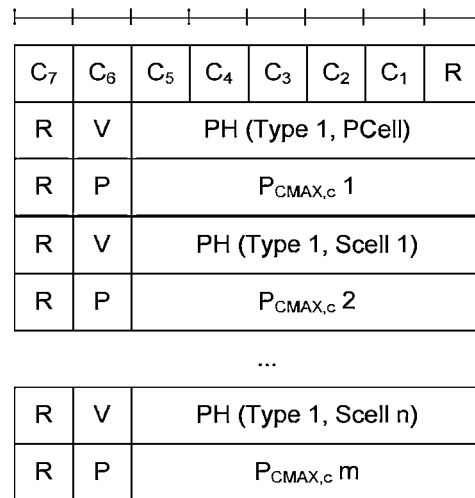 C7 C6 C5 C4 C3 C2 C1 R
R V PH (Type 1, PCell)
R P PCMAX,c 1
R V PH (Type 1, Scell 1)
R P PCMAX,c 2
...
R V PH (Type 1, Scell n)
R P PCMAX,c m